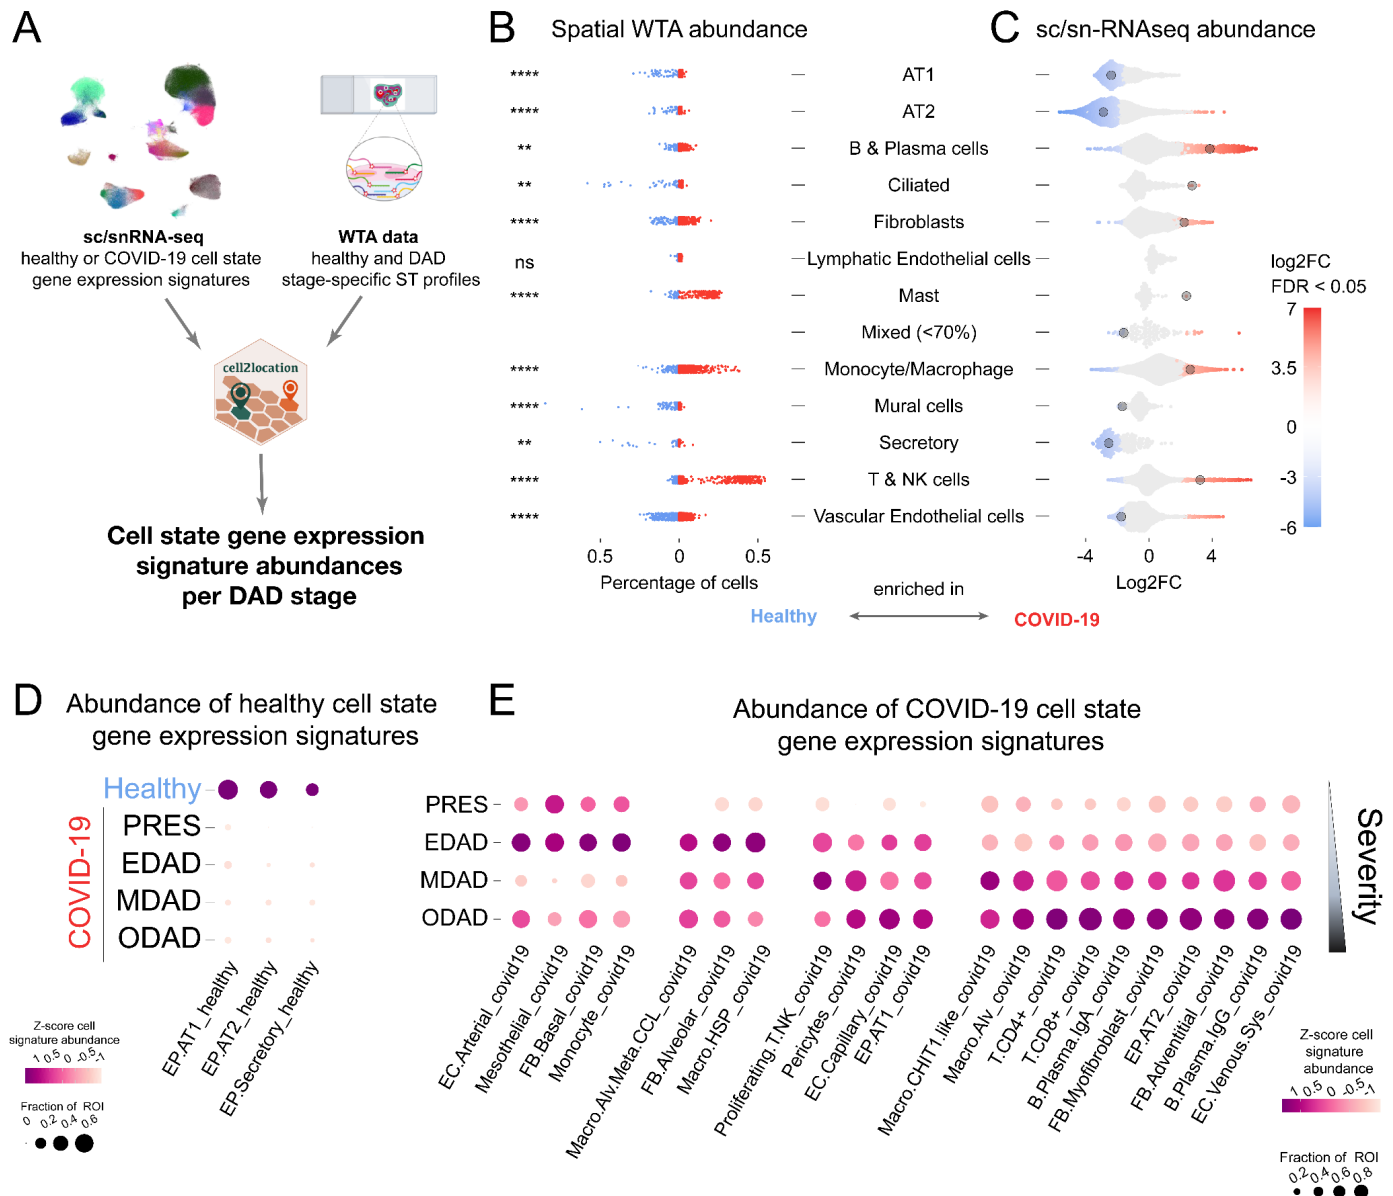 A
sc/snRNA-seq
healthy or COVID-19 cell state
gene expression signatures
WTA data
healthy and DAD
stage-specific ST profiles
cell2location
Cell state gene expression
signature abundances
per DAD stage
B
Spatial WTA abundance
C
sc/sn-RNAseq abundance
**** AT1
**** AT2
** B & Plasma cells
** Ciliated
**** Fibroblasts
ns Lymphatic Endothelial cells
**** Mast
Mixed (<70%)
**** Monocyte/Macrophage
**** Mural cells
** Secretory
**** T & NK cells
**** Vascular Endothelial cells
0.5 0 0.5
Percentage of cells
-4 0 4
Log2FC
log2FC
FDR < 0.05
7
3.5
0
-3
-6
enriched in
Healthy
COVID-19
D
Abundance of healthy cell state
gene expression signatures
Healthy
COVID-19
PRES
EDAD
MDAD
ODAD
EP.AT1_healthy
EP.AT2_healthy
EP.Secretory_healthy
Z-score cell
signature abundance
1 0.5 0 -0.5 -1
Fraction of ROI
0 0.2 0.4 0.6
E
Abundance of COVID-19 cell state
gene expression signatures
PRES
EDAD
MDAD
ODAD
Severity
EC.Arterial_covid19
Mesothelial_covid19
FB.Basal_covid19
Monocyte_covid19
Macro.Alv.Meta.CCL_covid19
FB.Alveolar_covid19
Macro.HSP_covid19
Proliferating.T.NK_covid19
Pericytes_covid19
EC.Capillary_covid19
EP.AT1_covid19
Macro.CHIT1.like_covid19
Macro.Alv_covid19
T.CD4+_covid19
T.CD8+_covid19
B.Plasma.IgA_covid19
FB.Myofibroblast_covid19
EP.AT2_covid19
FB.Adventitial_covid19
B.Plasma.IgG_covid19
EC.Venous.Sys_covid19
Z-score cell
signature
abundance
1 0.5 0 -0.5 -1
Fraction of ROI
0.2 0.4 0.6 0.8